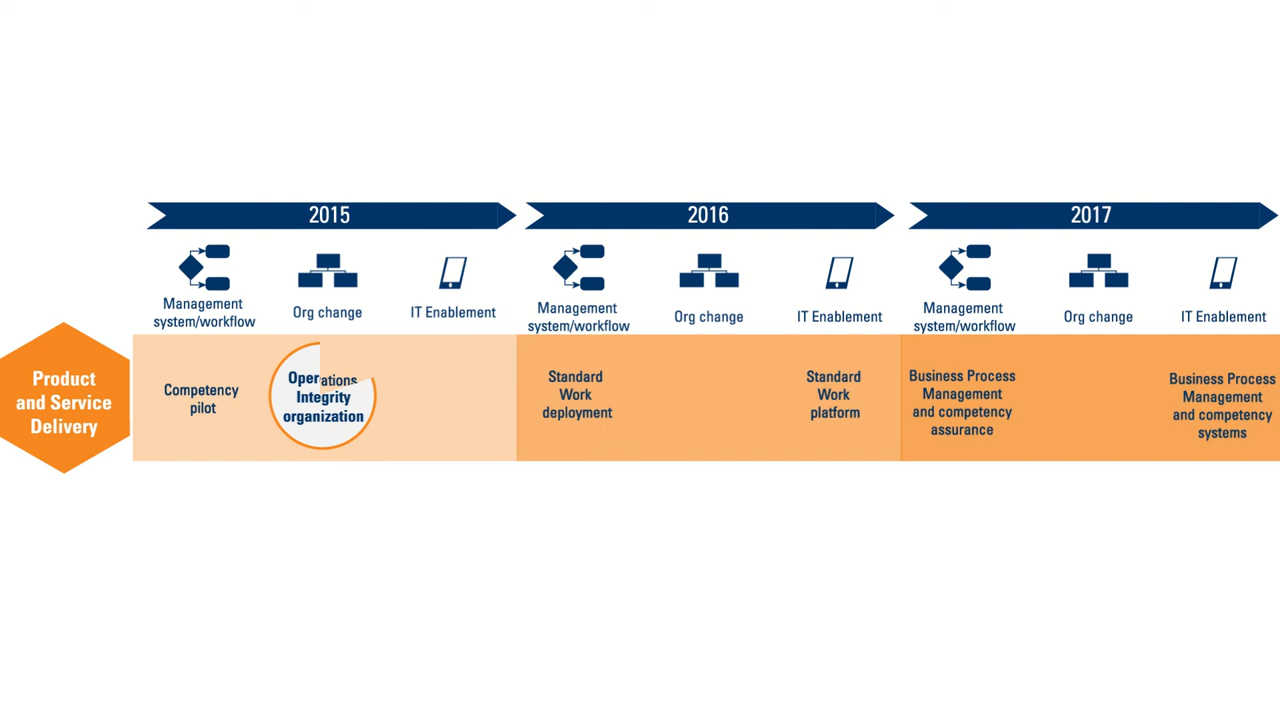 2015
2016
2017
Management
system/workflow
Org change
IT Enablement
Management
system/workflow
Org change
IT Enablement
Management
system/workflow
Org change
IT Enablement
Product
and Service
Delivery
Competency
pilot
Operations
Integrity
organization
Standard
Work
deployment
Standard
Work
platform
Business Process
Management
and competency
assurance
Business Process
Management
and competency
systems